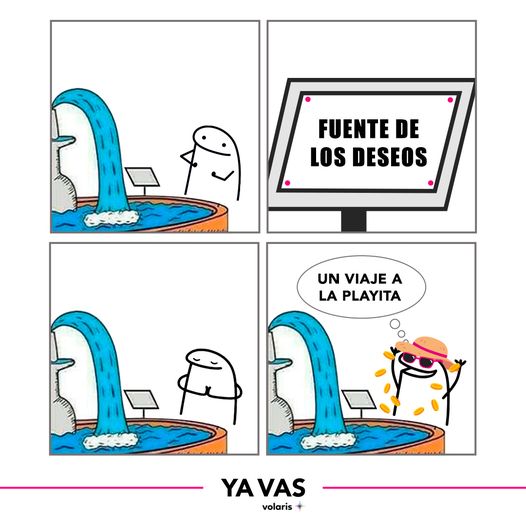 FUENTE DE
LOS DESEOS
UN VIAJE A
LA PLAYITA
YA VAS
volaris